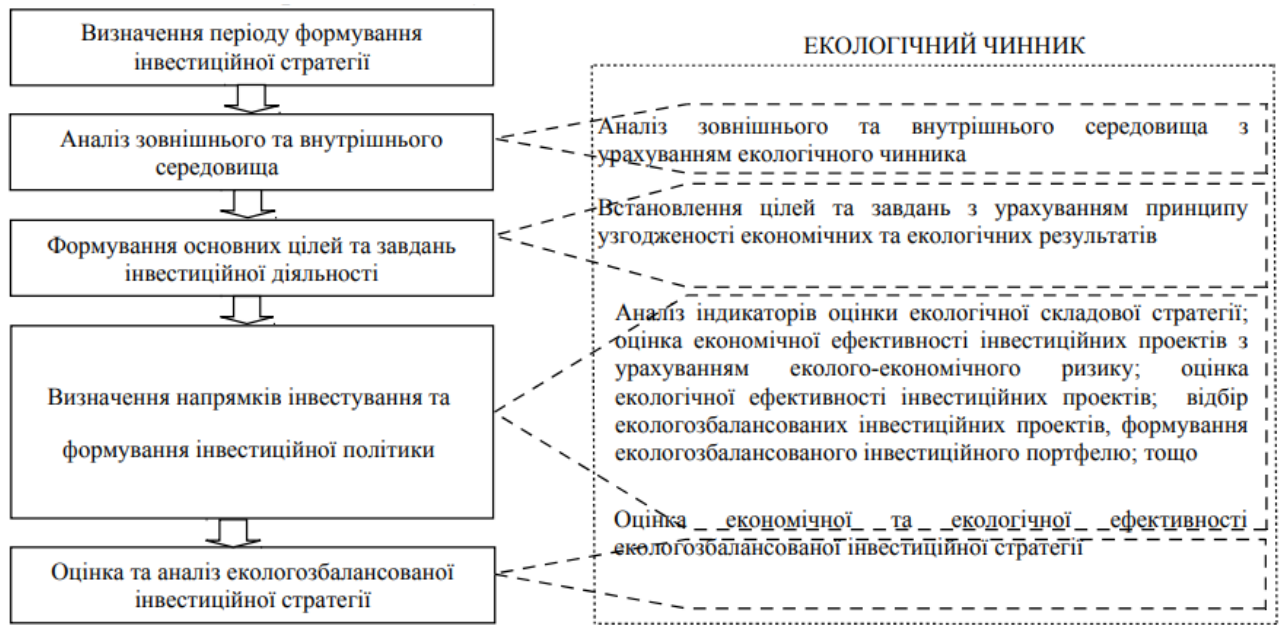 Визначення періоду формування
інвестиційної стратегії
Аналіз зовнішнього та внутрішнього
середовища
Формування основних цілей та завдань
інвестиційної діяльності
Визначення напрямків інвестування та
формування інвестиційної політики
Оцінка та аналіз екологозбалансованої
інвестиційної стратегії
ЕКОЛОГІЧНИЙ ЧИННИК
Аналіз зовнішнього та внутрішнього середовища з
урахуванням екологічного чинника
Встановлення цілей та завдань з урахуванням принципу
узгодженості економічних та екологічних результатів
Аналіз індикаторів оцінки екологічної складової стратегії;
оцінка економічної ефективності інвестиційних проектів з
урахуванням еколого-економічного ризику; оцінка
екологічної ефективності інвестиційних проектів; відбір
екологозбалансованих інвестиційних проектів, формування
екологозбалансованого інвестиційного портфелю; тощо
Оцінка економічної та екологічної ефективності
екологозбалансованої інвестиційної стратегії